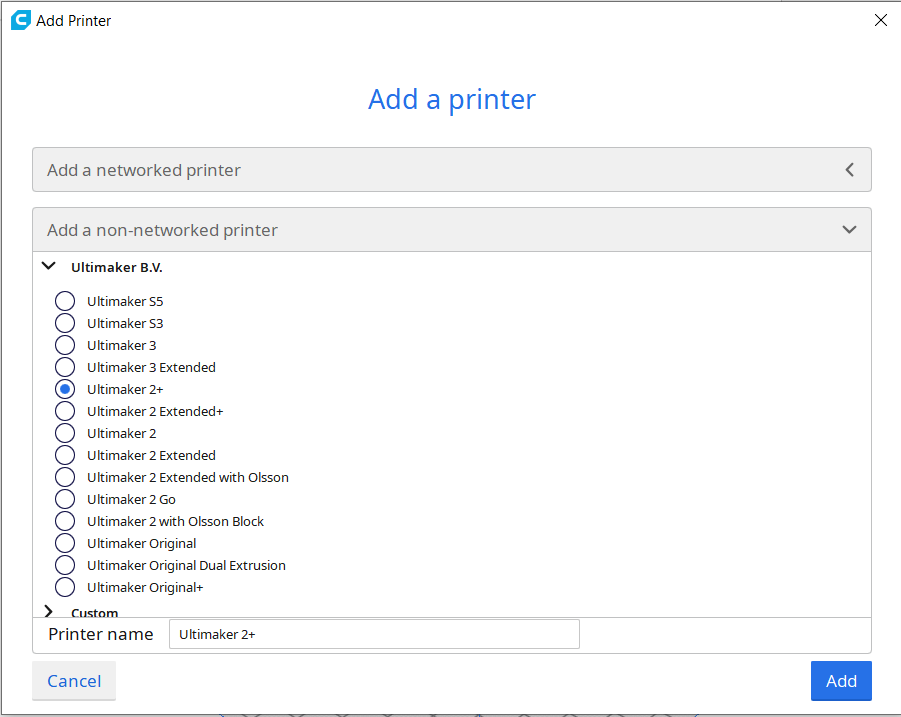 Add Printer
Add a printer
Add a networked printer
Add a non-networked printer
Ultimaker B.V.
Ultimaker S5
Ultimaker S3
Ultimaker 3
Ultimaker 3 Extended
Ultimaker 2+
Ultimaker 2 Extended+
Ultimaker 2
Ultimaker 2 Extended
Ultimaker 2 Extended with Olsson
Ultimaker 2 Go
Ultimaker 2 with Olsson Block
Ultimaker Original
Ultimaker Original Dual Extrusion
Ultimaker Original+
Custom
Printer name Ultimaker 2+
Cancel Add